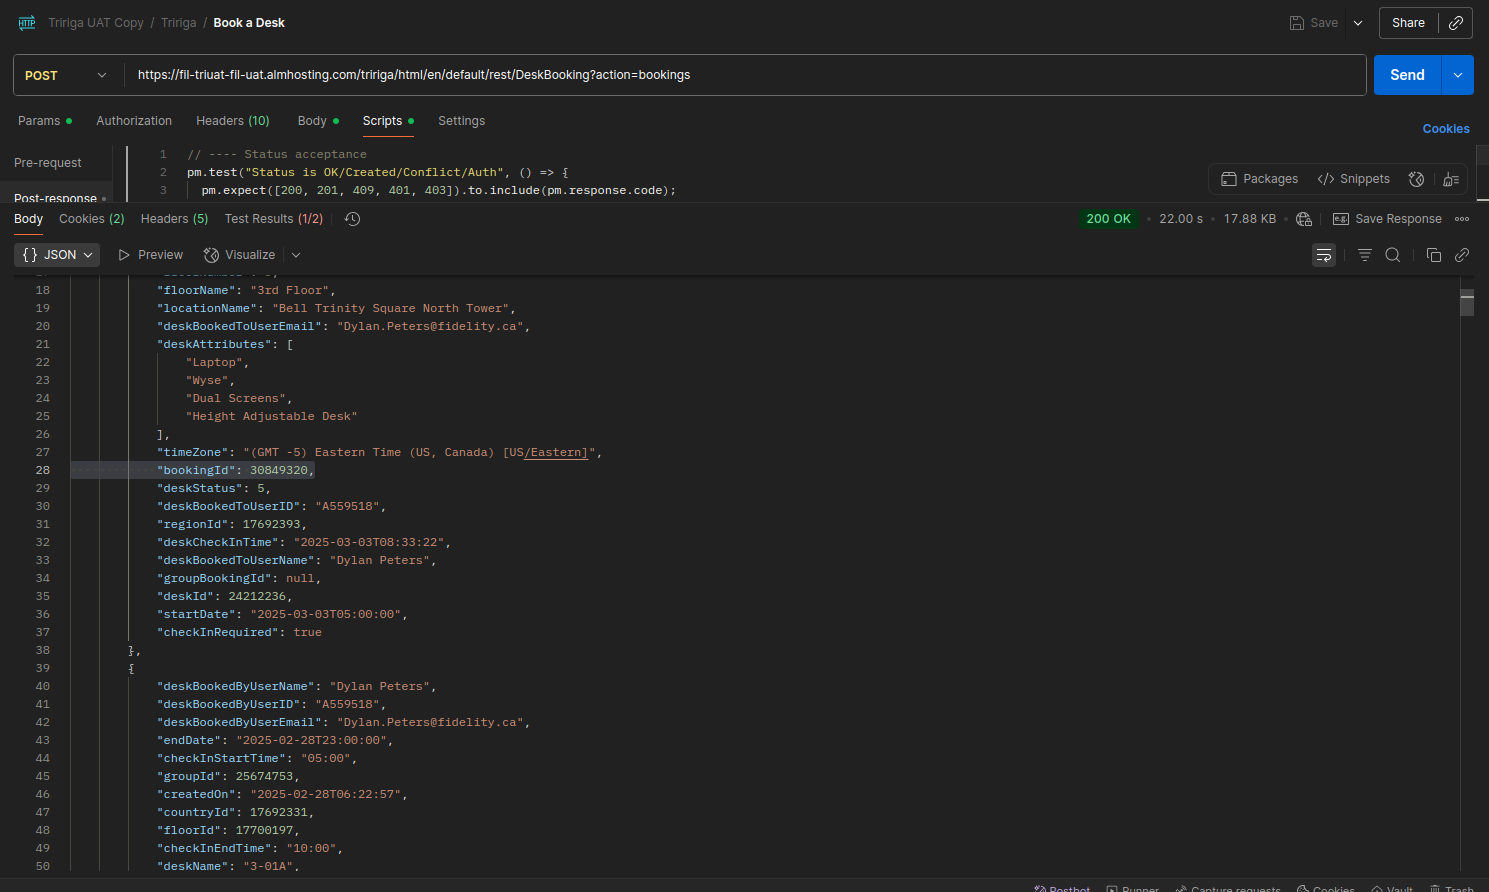 HTTP Tririga UAT Copy / Tririga / Book a Desk Save Share
POST https://fil-triuat-fil-uat.almhosting.com/tririga/html/en/default/rest/DeskBooking?action=bookings Send
Params Authorization Headers (10) Body Scripts Settings Cookies
Pre-request
Post-response
1 // ---- Status acceptance
2 pm.test("Status is OK/Created/Conflict/Auth", () => {
3 pm.expect([200, 201, 409, 401, 403]).to.include(pm.response.code);
Packages </> Snippets
Body Cookies (2) Headers (5) Test Results (1/2) 200 OK • 22.00 s • 17.88 KB e.g. Save Response
{} JSON Preview Visualize
18 "floorName": "3rd Floor",
19 "locationName": "Bell Trinity Square North Tower",
20 "deskBookedToUserEmail": "Dylan.Peters@fidelity.ca",
21 "deskAttributes": [
22 "Laptop",
23 "Wyse",
24 "Dual Screens",
25 "Height Adjustable Desk"
26 ],
27 "timeZone": "(GMT -5) Eastern Time (US, Canada) [US/Eastern]",
28 "bookingId": 30849320,
29 "deskStatus": 5,
30 "deskBookedToUserID": "A559518",
31 "regionId": 17692393,
32 "deskCheckInTime": "2025-03-03T08:33:22",
33 "deskBookedToUserName": "Dylan Peters",
34 "groupBookingId": null,
35 "deskId": 24212236,
36 "startDate": "2025-03-03T05:00:00",
37 "checkInRequired": true
38 },
39 {
40 "deskBookedByUserName": "Dylan Peters",
41 "deskBookedByUserID": "A559518",
42 "deskBookedByUserEmail": "Dylan.Peters@fidelity.ca",
43 "endDate": "2025-02-28T23:00:00",
44 "checkInStartTime": "05:00",
45 "groupId": 25674753,
46 "createdOn": "2025-02-28T06:22:57",
47 "countryId": 17692331,
48 "floorId": 17700197,
49 "checkInEndTime": "10:00",
50 "deskName": "3-01A",
Postbot Runner Capture requests Cookies Vault Trash